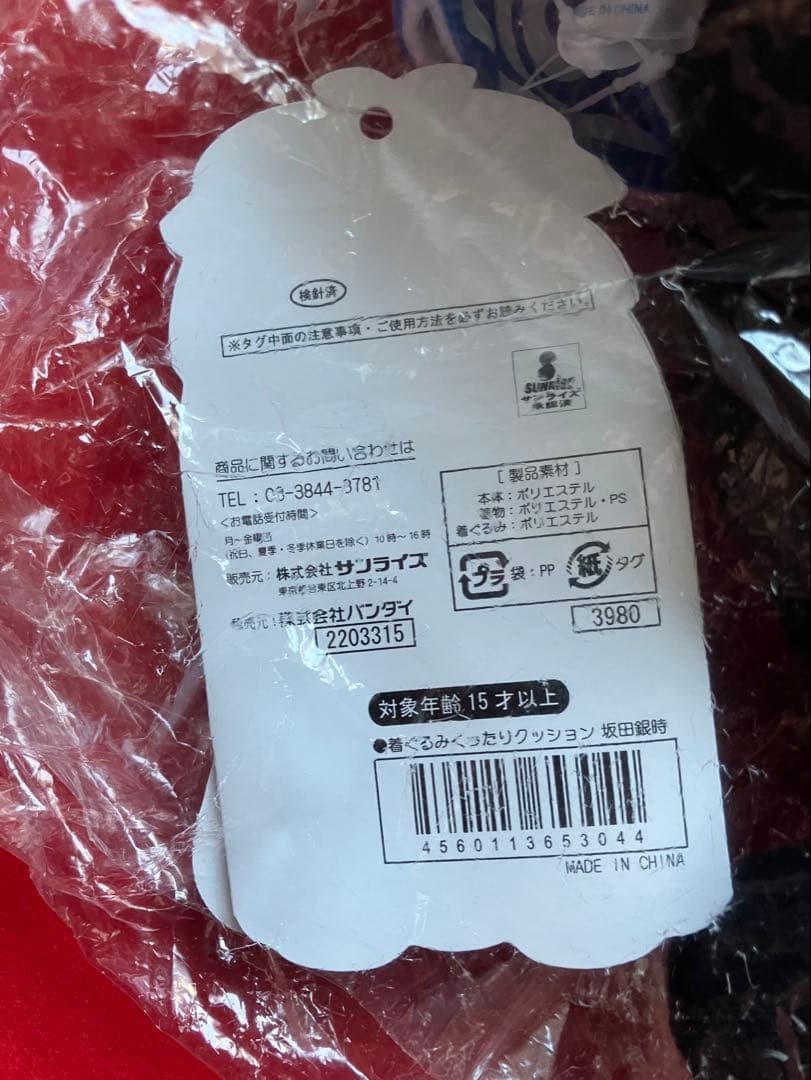 MADE IN CHINA
検針済
※タグ中面の注意事項・ご使用方法を必ずお読みください。
SUNRISE
サンライズ
承認済
商品に関するお問い合わせは
TEL:03-3844-3781
<お電話受付時間>
月～金曜日
(祝日、夏季・冬季休業日を除く) 10時～16時
販売元:株式会社サンライズ
東京都台東区北上野2-14-4
発売元:株式会社バンダイ
2203315
[製品素材]
本体:ポリエステル
着物:ポリエステル・PS
着ぐるみ:ポリエステル
プラ 袋:PP 紙 タグ
3980
対象年齢15才以上
●着ぐるみくったりクッション 坂田銀時
4560113653044
MADE IN CHINA